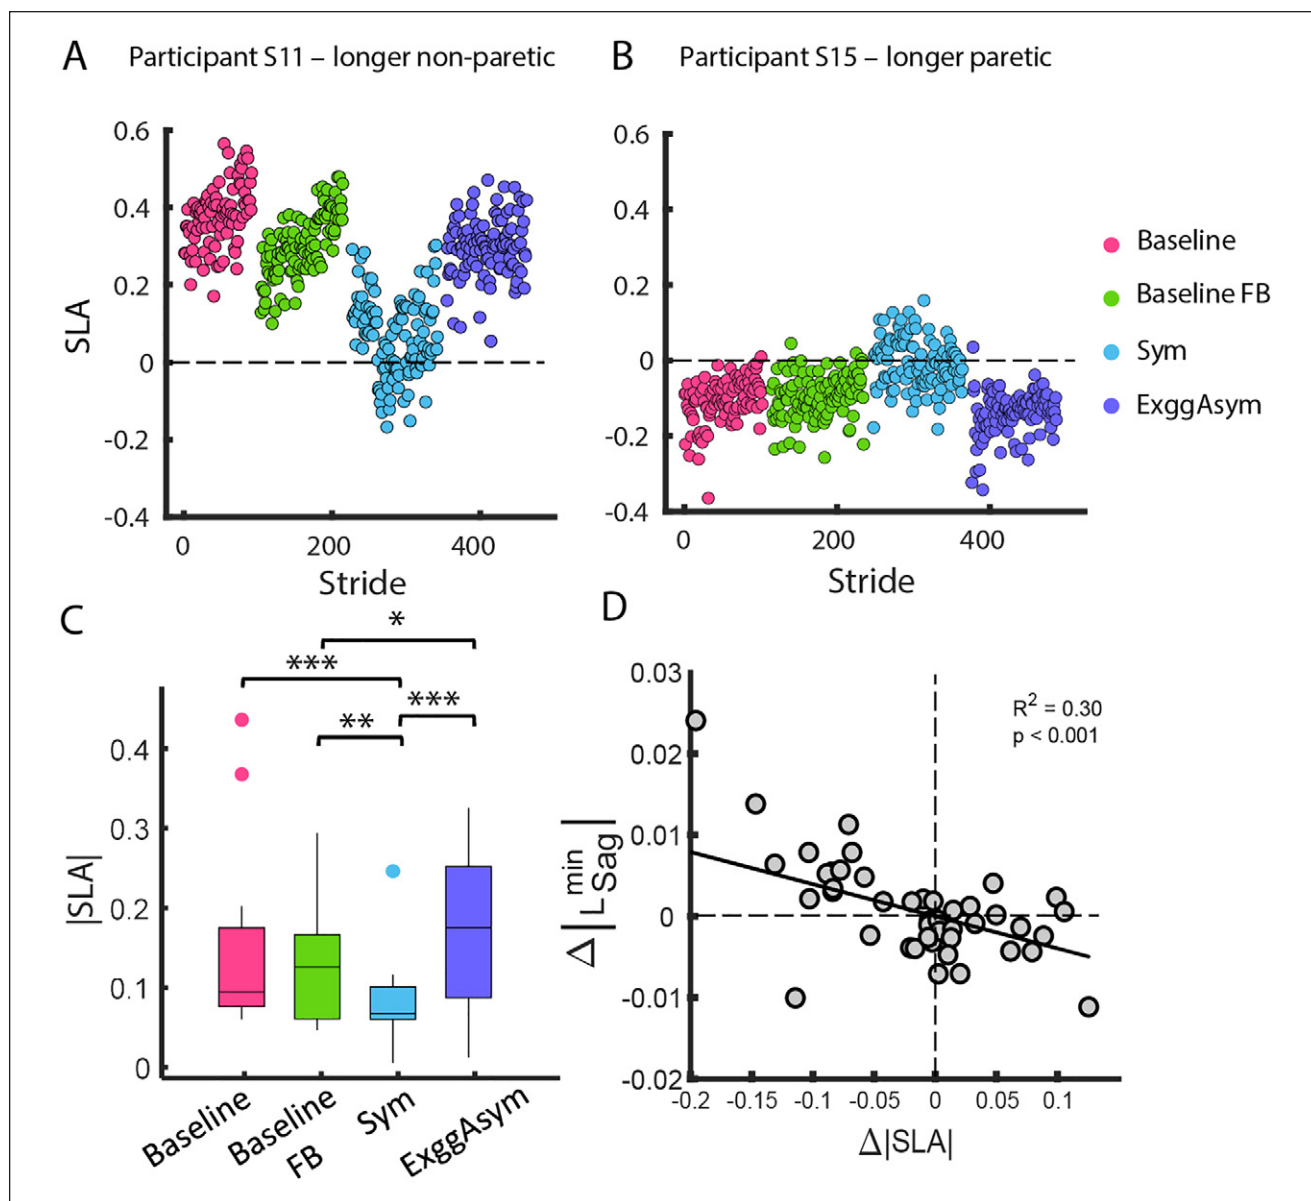 A Participant S11 – longer non-paretic
0.6
0.4
0.2
0
-0.2
-0.4
SLA
0 200 400
Stride
B Participant S15 – longer paretic
0.6
0.4
0.2
0
-0.2
-0.4
0 200 400
Stride
Baseline
Baseline FB
Sym
ExggAsym
C
*
***
***
**
0.4
0.3
0.2
0.1
0
|SLA|
Baseline
Baseline
FB
Sym
ExggAsym
D
0.03
0.02
0.01
0
-0.01
-0.02
Δ|L^min_Sag|
R² = 0.30
p < 0.001
-0.2 -0.15 -0.1 -0.05 0 0.05 0.1
Δ|SLA|